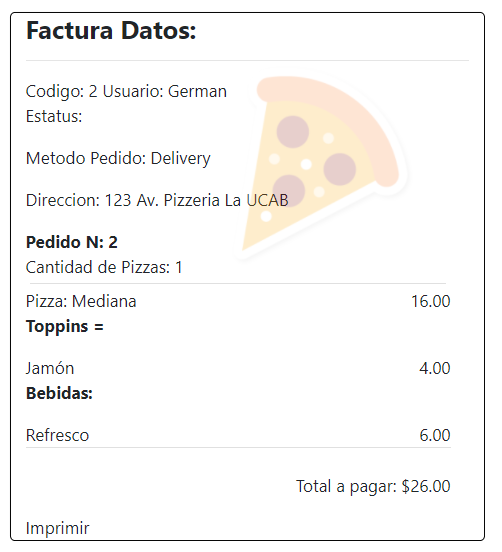 Factura Datos:
Codigo: 2 Usuario: German
Estatus:
Metodo Pedido: Delivery
Direccion: 123 Av. Pizzeria La UCAB
Pedido N: 2
Cantidad de Pizzas: 1
Pizza: Mediana 16.00
Toppins =
Jamón 4.00
Bebidas:
Refresco 6.00
Total a pagar: $26.00
Imprimir